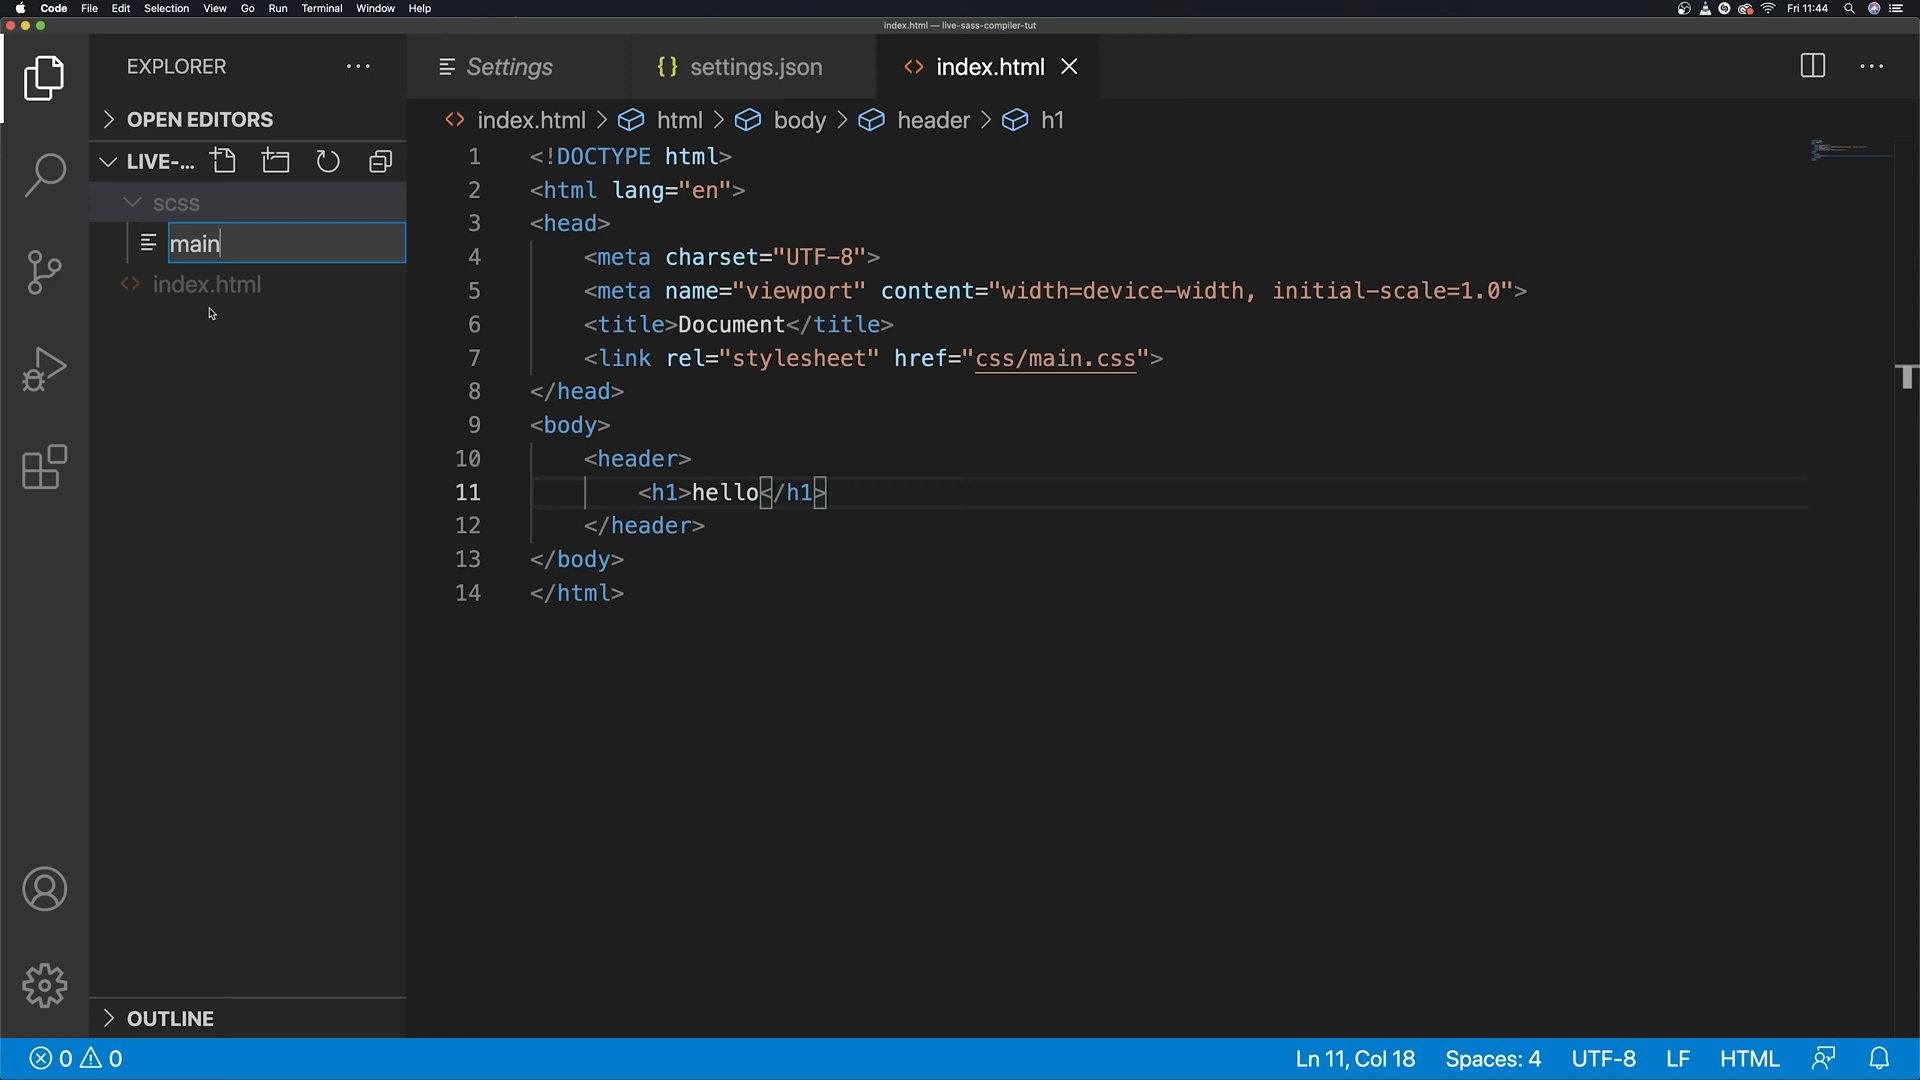 Code File Edit Selection View Go Run Terminal Window Help Fri 11:44
index.html — live-sass-compiler-tut
EXPLORER
Settings settings.json index.html
OPEN EDITORS
index.html > html > body > header > h1
LIVE-...
scss
main
index.html
1 <!DOCTYPE html>
2 <html lang="en">
3 <head>
4 <meta charset="UTF-8">
5 <meta name="viewport" content="width=device-width, initial-scale=1.0">
6 <title>Document</title>
7 <link rel="stylesheet" href="css/main.css">
8 </head>
9 <body>
10 <header>
11 <h1>hello</h1>
12 </header>
13 </body>
14 </html>
OUTLINE
0 0 Ln 11, Col 18 Spaces: 4 UTF-8 LF HTML